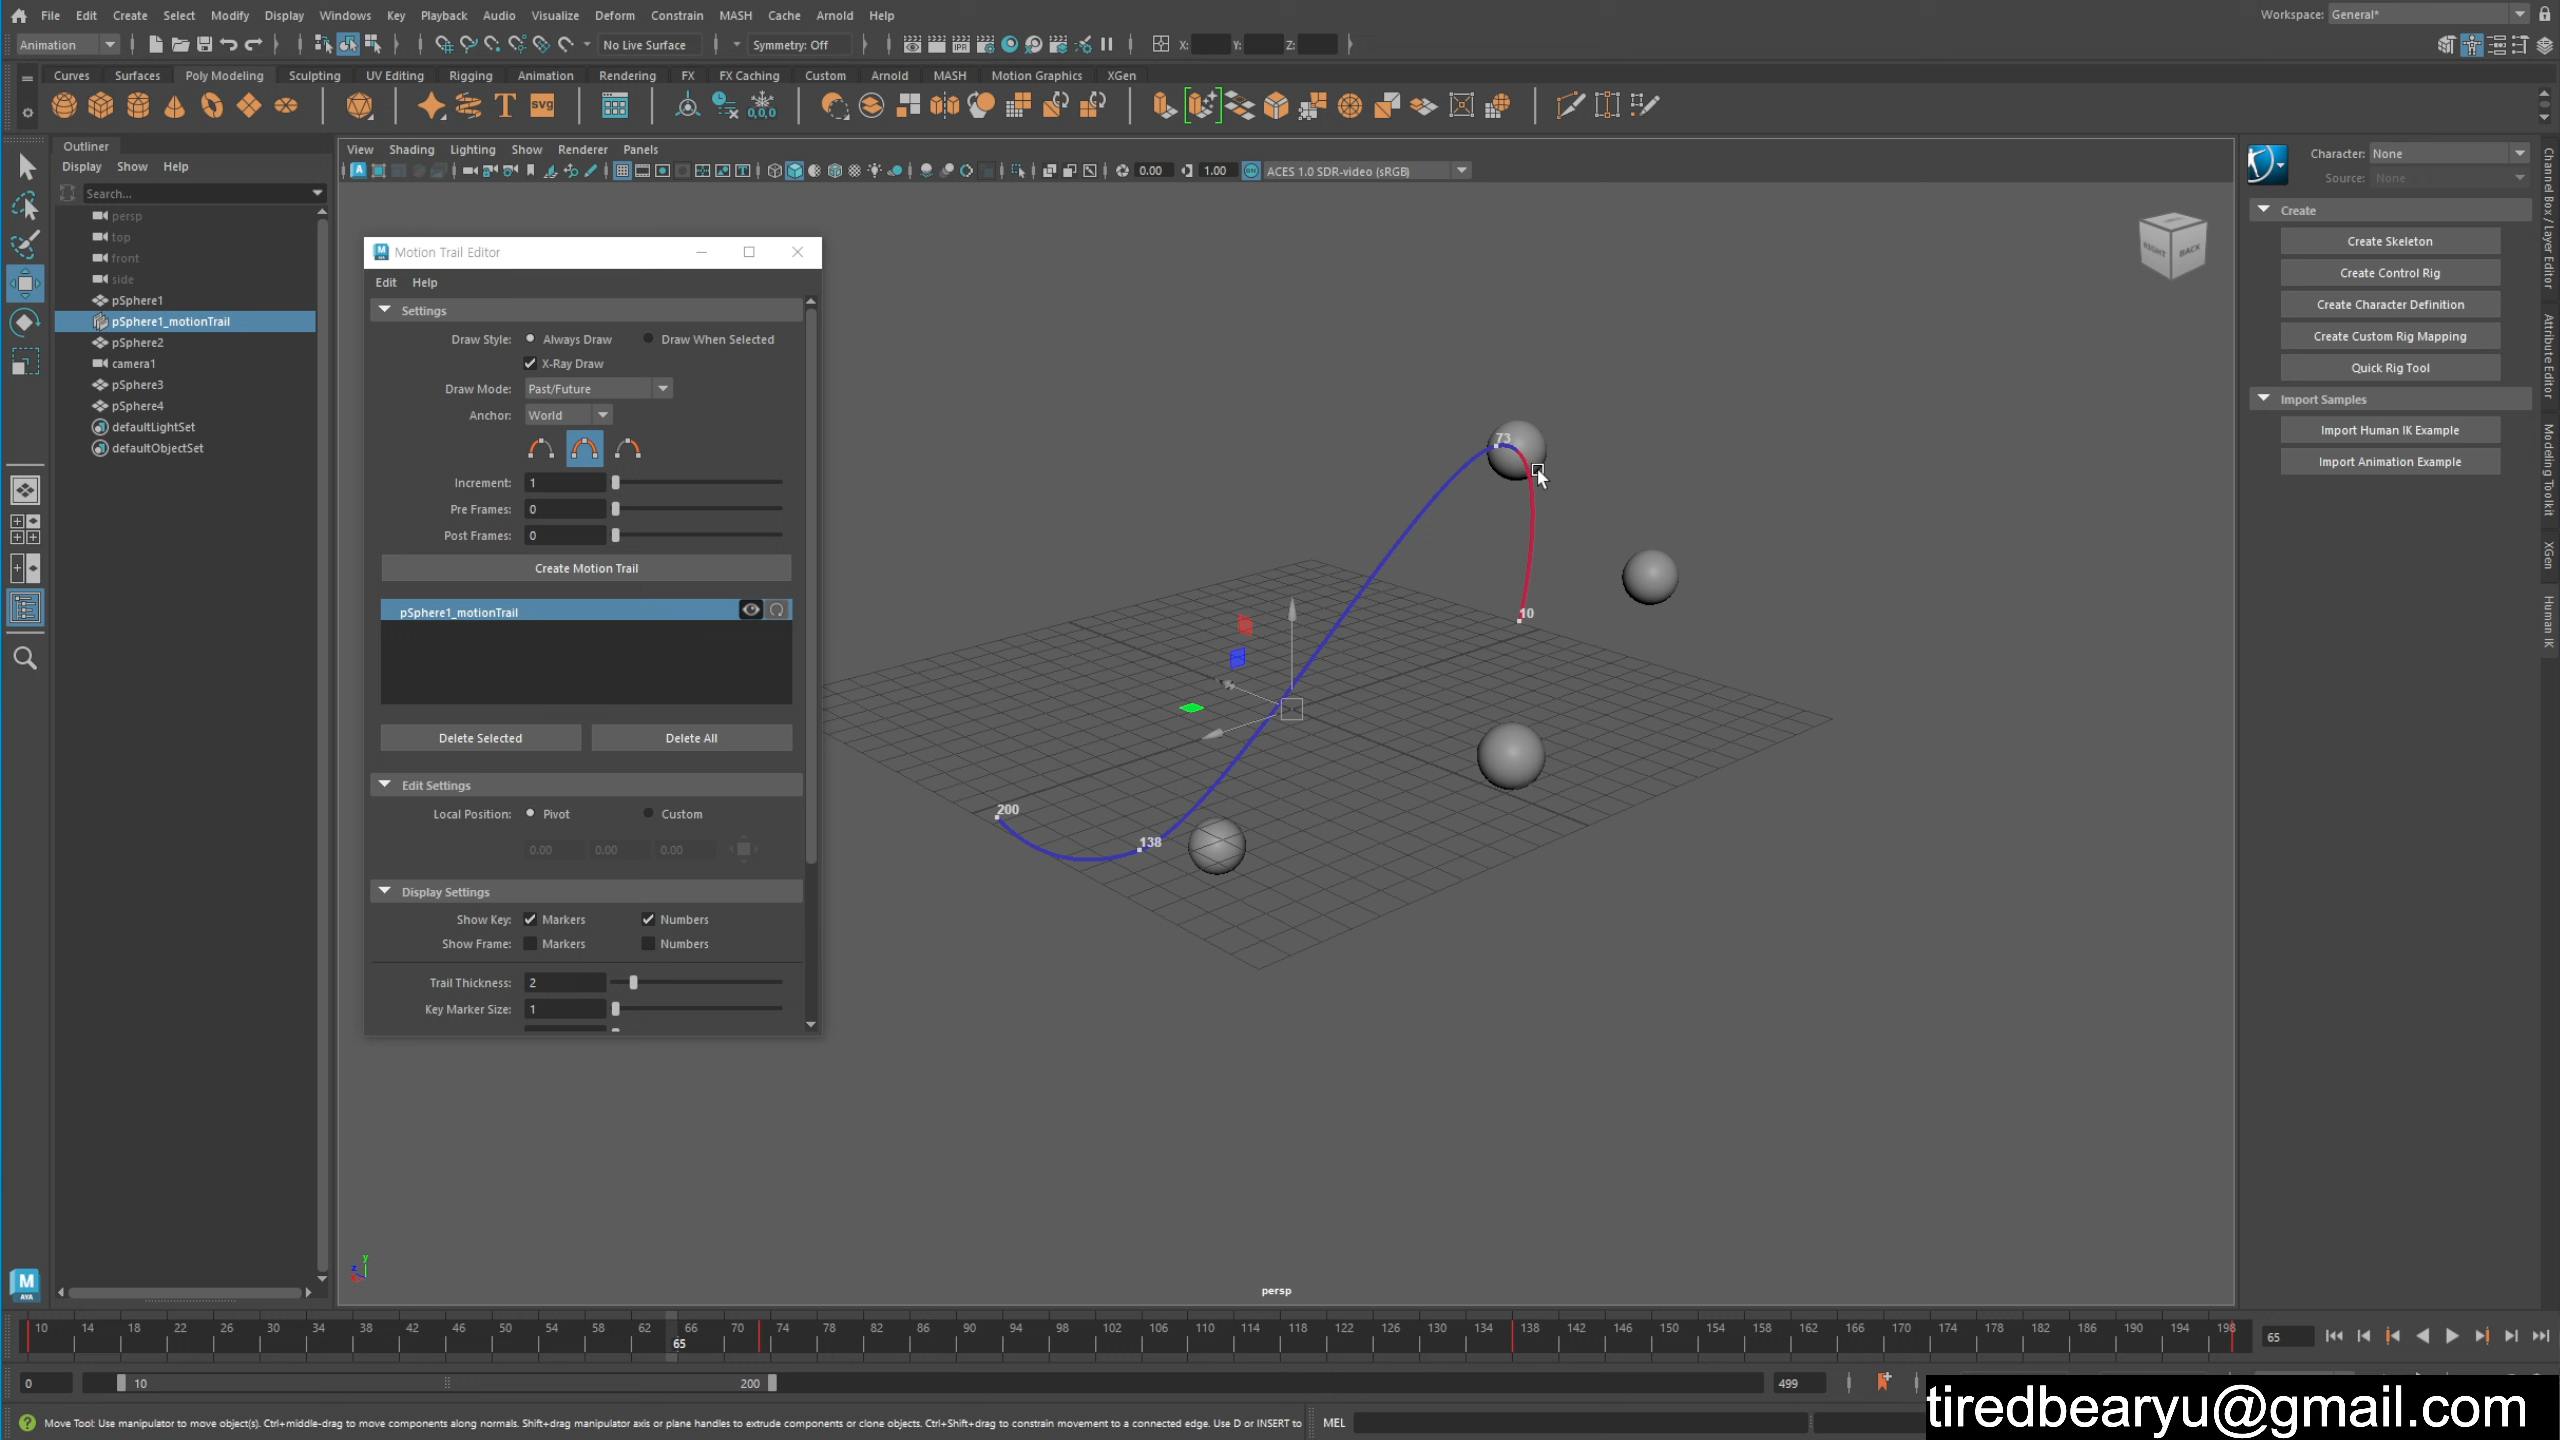 File Edit Create Select Modify Display Windows Key Playback Audio Visualize Deform Constrain MASH Cache Arnold Help
Workspace: General*
Animation No Live Surface Symmetry: Off X: Y: Z:
Curves Surfaces Poly Modeling Sculpting UV Editing Rigging Animation Rendering FX FX Caching Custom Arnold MASH Motion Graphics XGen
Outliner
Display Show Help
Search...
persp
top
front
side
pSphere1
pSphere1_motionTrail
pSphere2
camera1
pSphere3
pSphere4
defaultLightSet
defaultObjectSet
View Shading Lighting Show Renderer Panels
0.00 1.00 ACES 1.0 SDR-video (sRGB)
Motion Trail Editor
Edit Help
Settings
Draw Style: Always Draw Draw When Selected
X-Ray Draw
Draw Mode: Past/Future
Anchor: World
Increment: 1
Pre Frames: 0
Post Frames: 0
Create Motion Trail
pSphere1_motionTrail
Delete Selected Delete All
Edit Settings
Local Position: Pivot Custom
0.00 0.00 0.00
Display Settings
Show Key: Markers Numbers
Show Frame: Markers Numbers
Trail Thickness: 2
Key Marker Size: 1
73
10
200
138
RIGHT BACK
persp
Character: None
Source: None
Create
Create Skeleton
Create Control Rig
Create Character Definition
Create Custom Rig Mapping
Quick Rig Tool
Import Samples
Import Human IK Example
Import Animation Example
Channel Box / Layer Editor
Attribute Editor
Modeling Toolkit
XGen
Human IK
10 14 18 22 26 30 34 38 42 46 50 54 58 62 66 70 74 78 82 86 90 94 98 102 106 110 114 118 122 126 130 134 138 142 146 150 154 158 162 166 170 174 178 182 186 190 194 198
65 65
0 10 200 499
Move Tool: Use manipulator to move object(s). Ctrl+middle-drag to move components along normals. Shift+drag manipulator axis or plane handles to extrude components or clone objects. Ctrl+Shift+drag to constrain movement to a connected edge. Use D or INSERT to
MEL
tiredbearyu@gmail.com